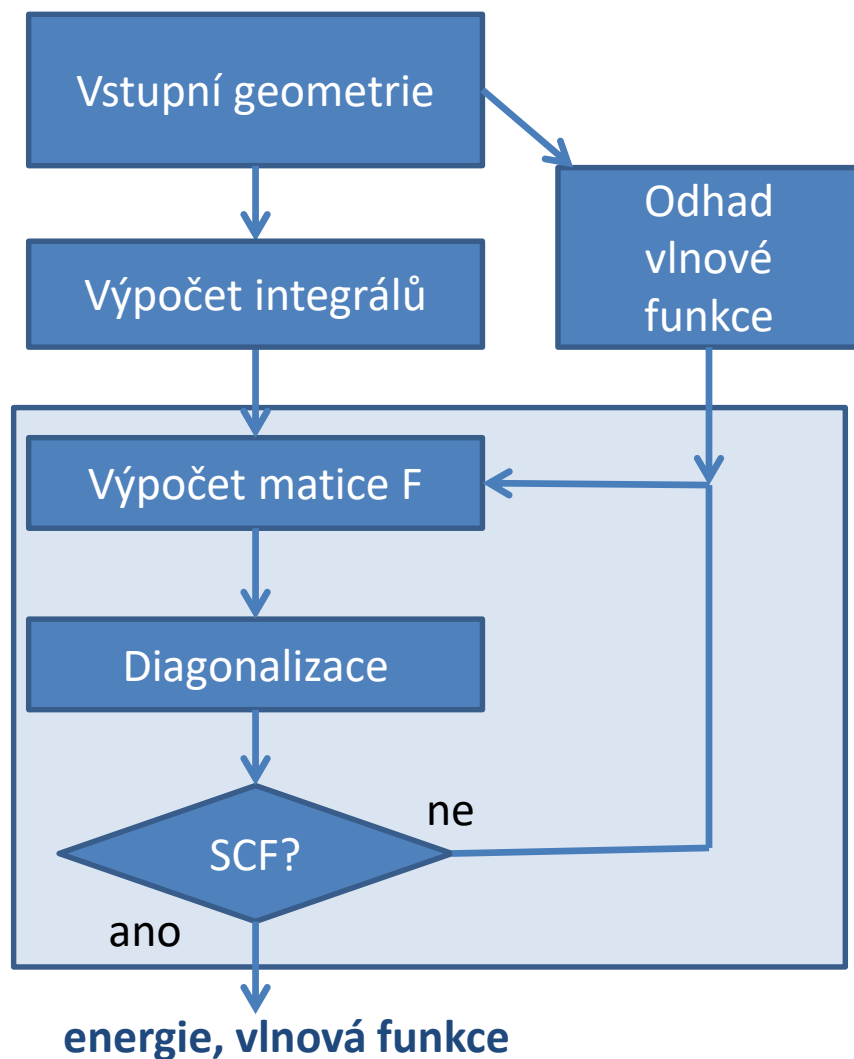 Vstupní geometrie
Odhad
vlnové
funkce
Výpočet integrálů
Výpočet matice F
Diagonalizace
SCF?
ne
ano
energie, vlnová funkce